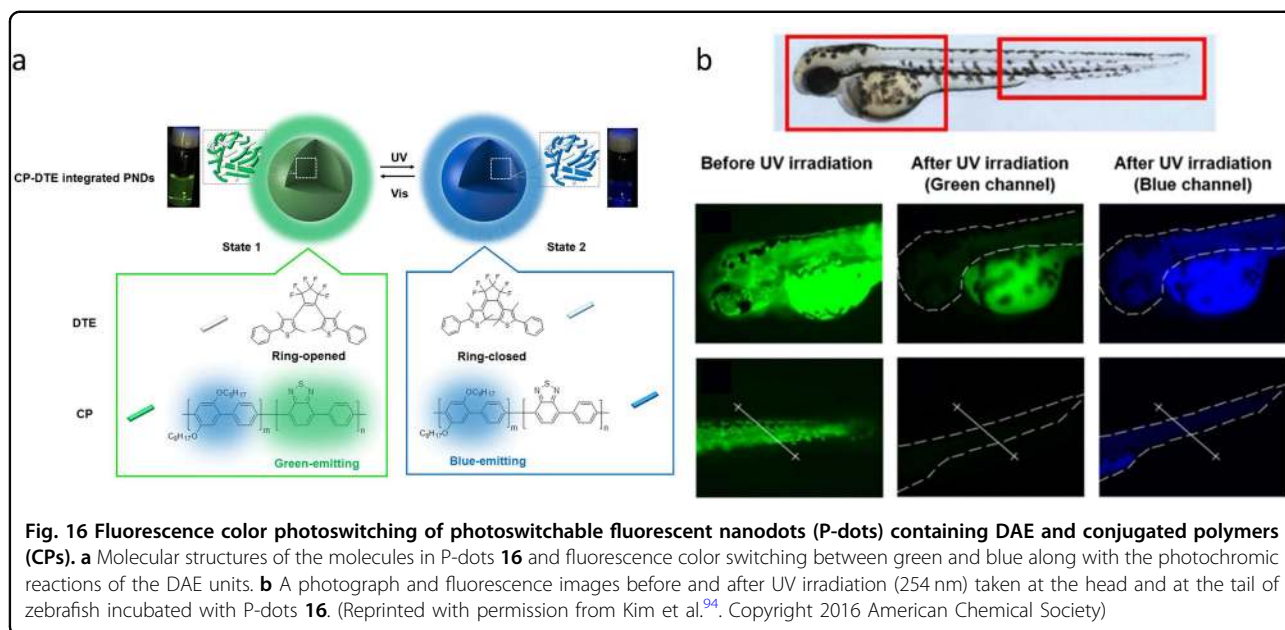 a
CP-DTE integrated PNDs
UV
Vis
State 1
State 2
DTE
Ring-opened
Ring-closed
F F F F F F
F F F F F F
S S
S S
CP
OC₈H₁₇
C₈H₁₇O
N S N
m
n
Green-emitting
OC₈H₁₇
C₈H₁₇O
N S N
m
n
Blue-emitting
b
Before UV irradiation
After UV irradiation
(Green channel)
After UV irradiation
(Blue channel)
Fig. 16 Fluorescence color photoswitching of photoswitchable fluorescent nanodots (P-dots) containing DAE and conjugated polymers
(CPs). a Molecular structures of the molecules in P-dots 16 and fluorescence color switching between green and blue along with the photochromic
reactions of the DAE units. b A photograph and fluorescence images before and after UV irradiation (254 nm) taken at the head and at the tail of
zebrafish incubated with P-dots 16. (Reprinted with permission from Kim et al.⁹⁴. Copyright 2016 American Chemical Society)